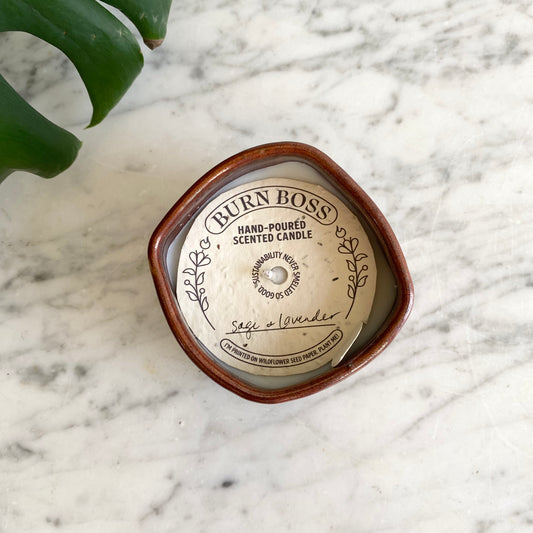 BURN BOSS
HAND-POURED
SCENTED CANDLE
SUSTAINABILITY NEVER SMELLED SO GOOD
sage & lavender
I'M PRINTED ON WILDFLOWER SEED PAPER. PLANT ME!